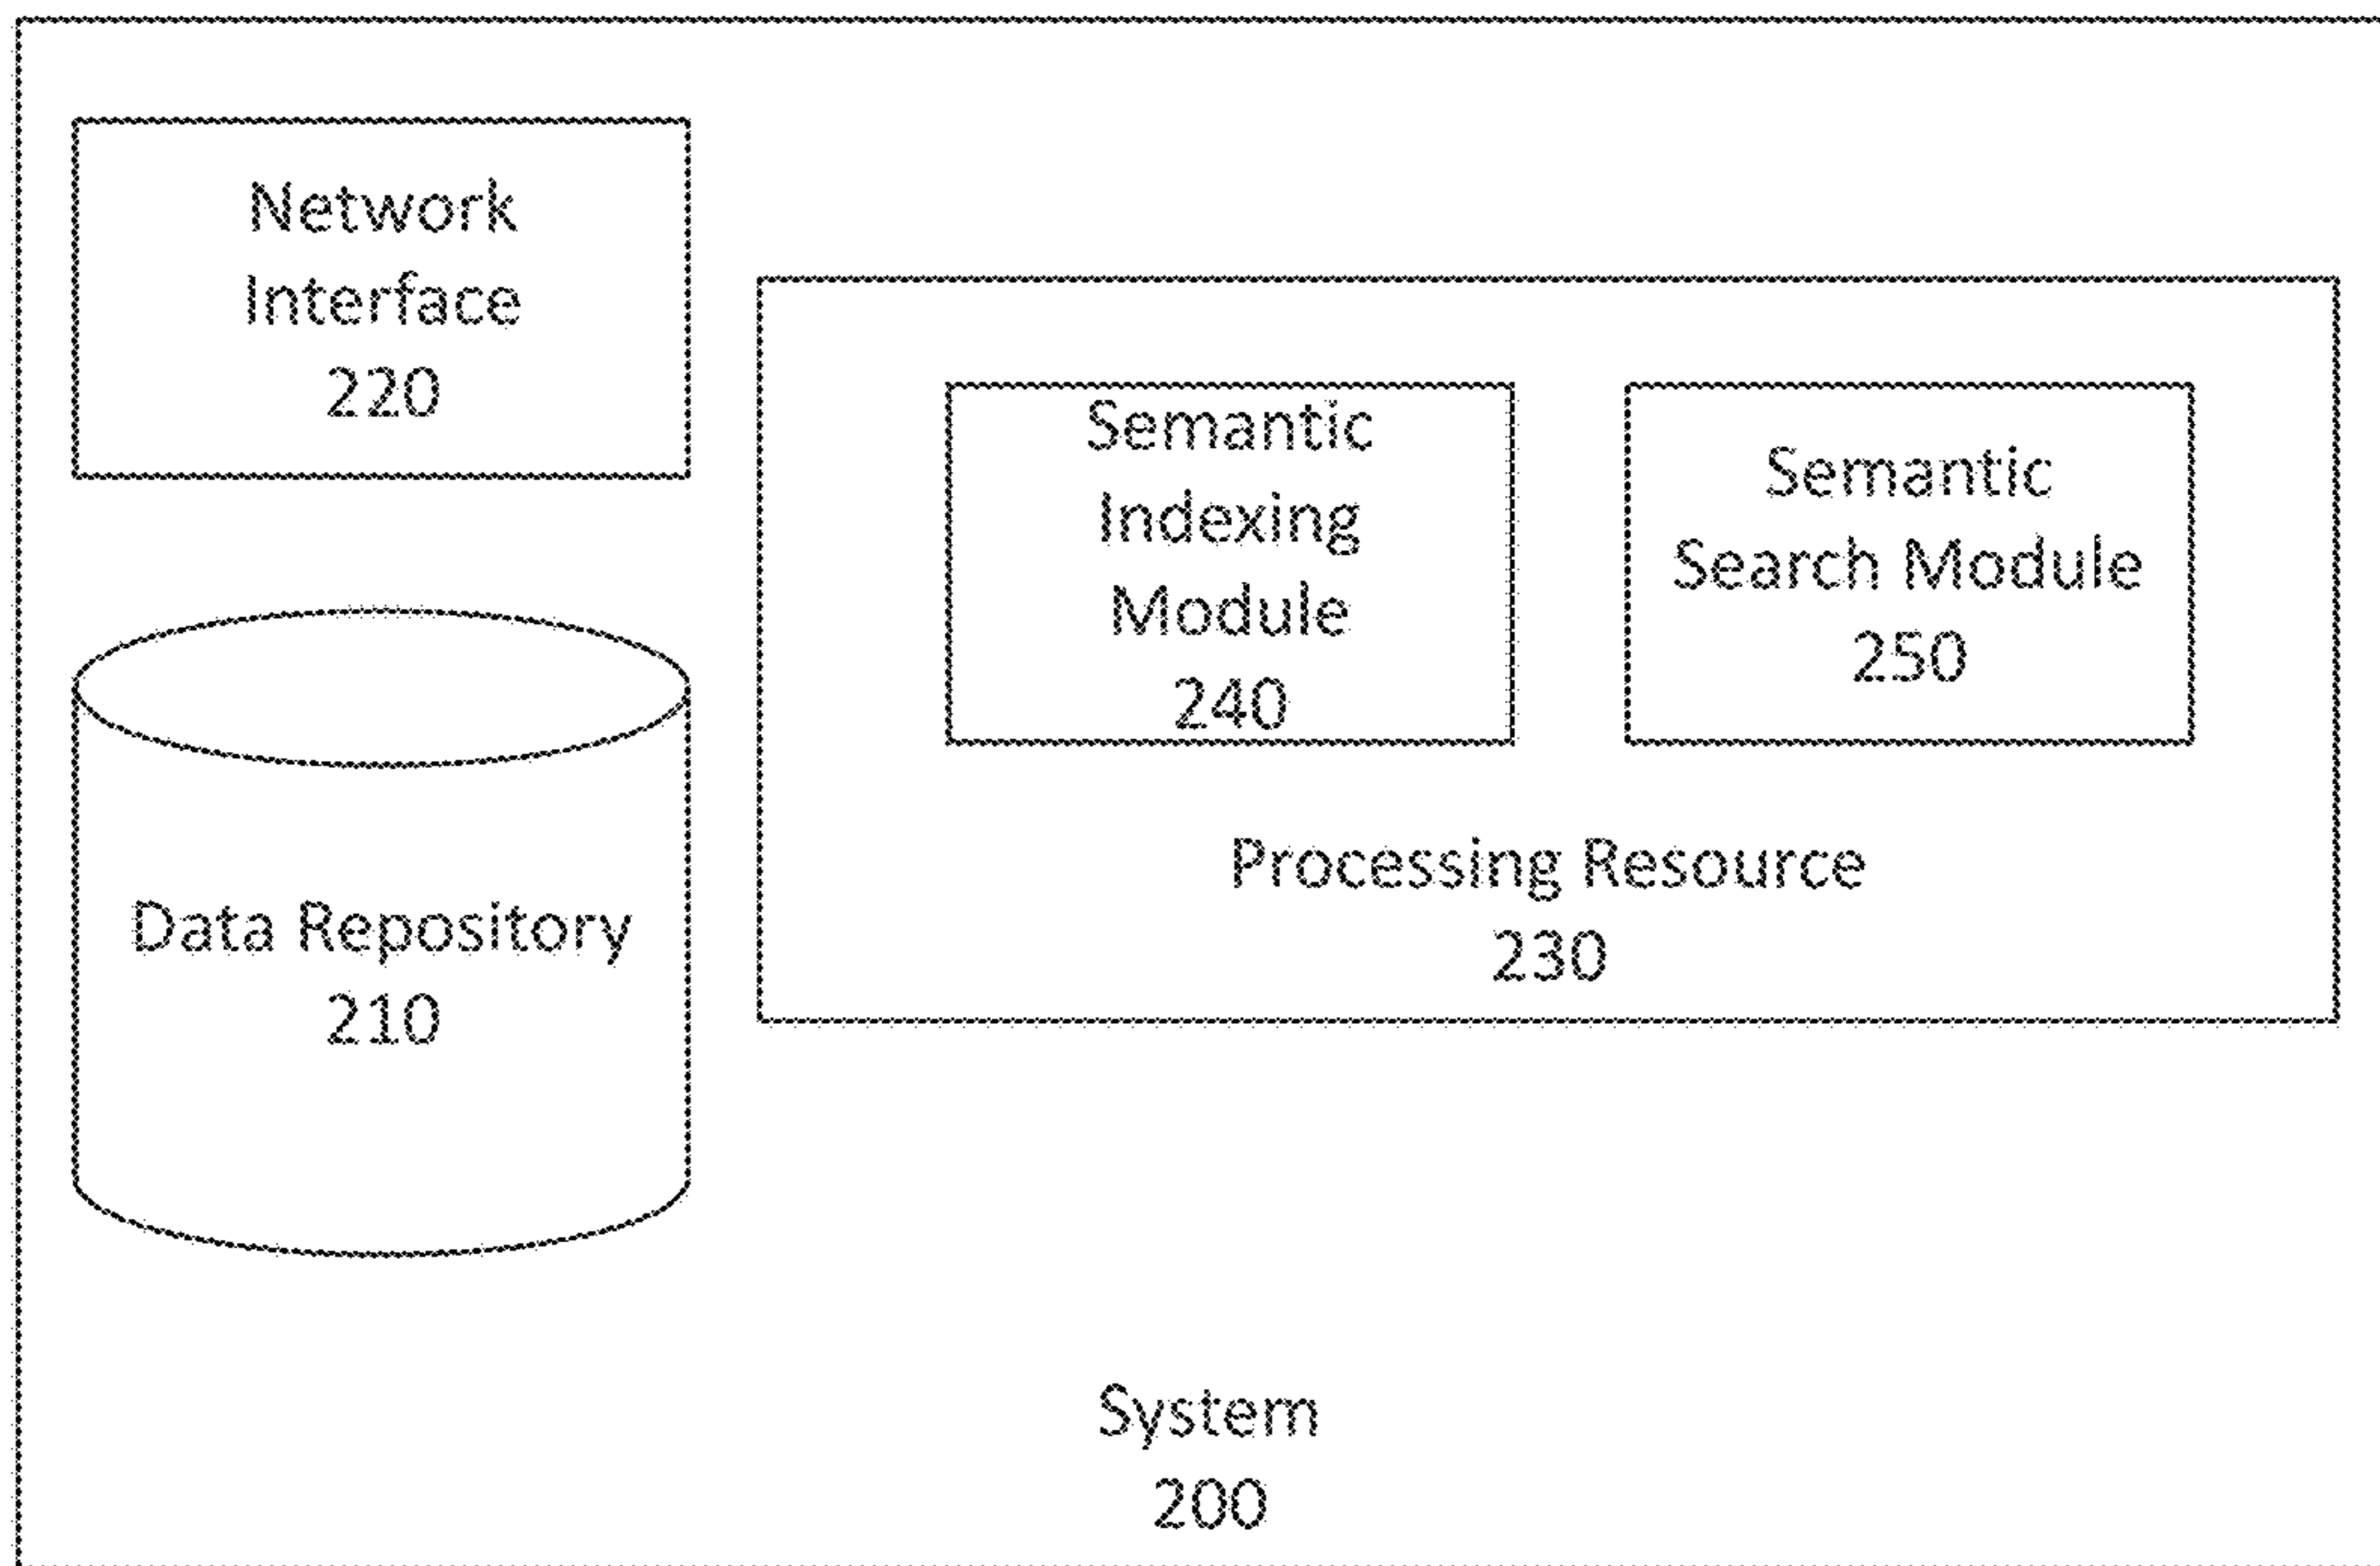 Network
Interface
220
Semantic
Indexing
Module
240
Semantic
Search Module
250
Processing Resource
230
Data Repository
210
System
200